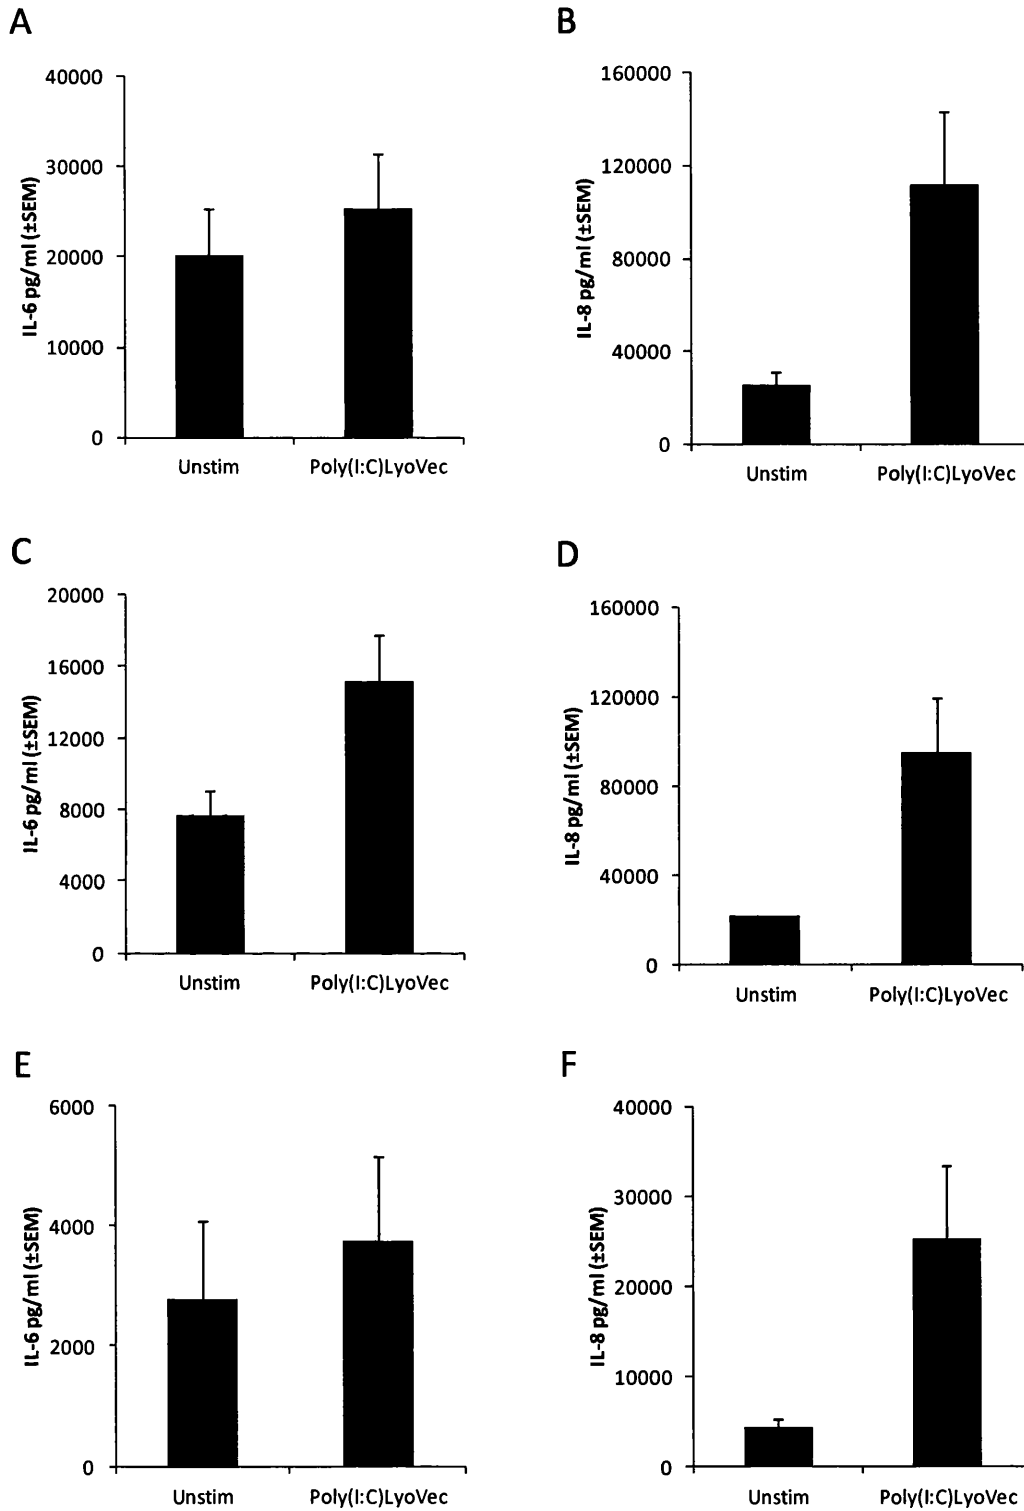 A
IL-6 pg/ml (±SEM)
40000
30000
20000
10000
0
Unstim Poly(I:C)LyoVec
B
IL-8 pg/ml (±SEM)
160000
120000
80000
40000
0
Unstim Poly(I:C)LyoVec
C
IL-6 pg/ml (±SEM)
20000
16000
12000
8000
4000
0
Unstim Poly(I:C)LyoVec
D
IL-8 pg/ml (±SEM)
160000
120000
80000
40000
0
Unstim Poly(I:C)LyoVec
E
IL-6 pg/ml (±SEM)
6000
4000
2000
0
Unstim Poly(I:C)LyoVec
F
IL-8 pg/ml (±SEM)
40000
30000
20000
10000
0
Unstim Poly(I:C)LyoVec